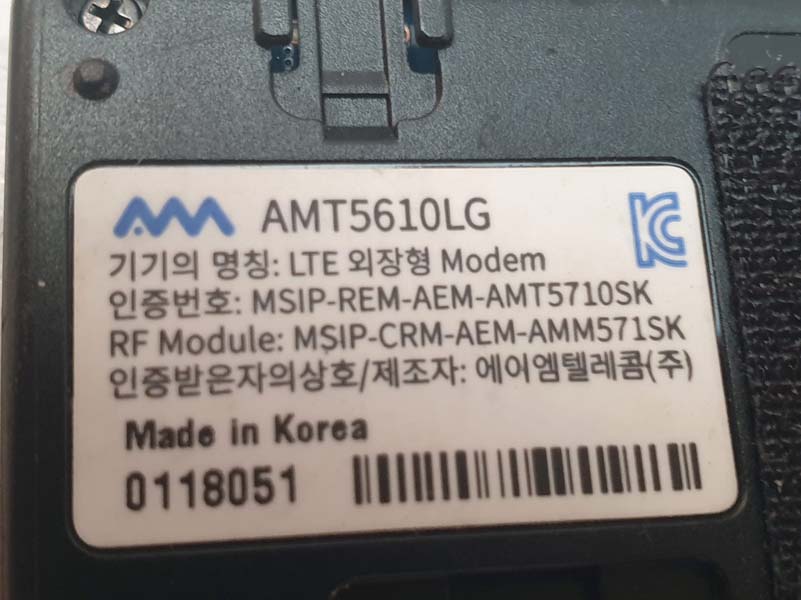 AM AMT5610LG
기기의 명칭: LTE 외장형 Modem
인증번호: MSIP-REM-AEM-AMT5710SK
RF Module: MSIP-CRM-AEM-AMM571SK
인증받은자의상호/제조자: 에이엠텔레콤(주)
Made in Korea
0118051